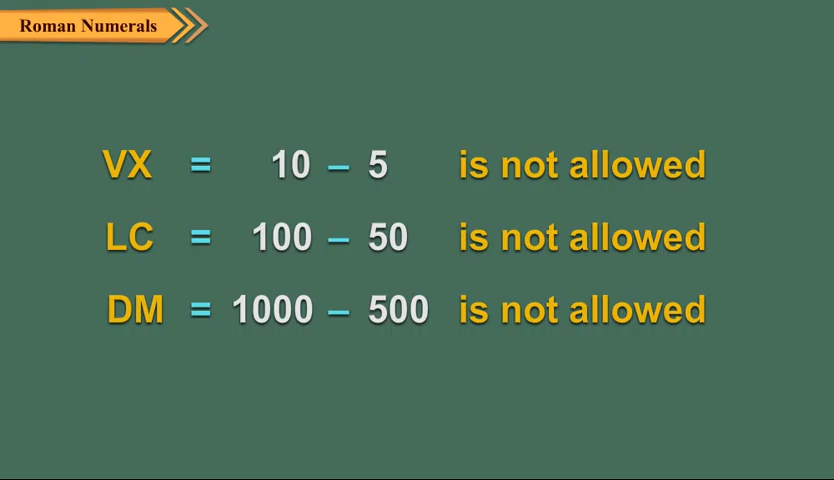 Roman Numerals
VX = 10 – 5 is not allowed
LC = 100 – 50 is not allowed
DM = 1000 – 500 is not allowed